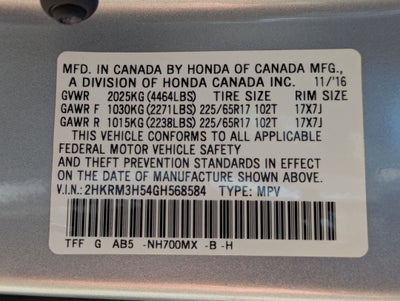 MFD. IN CANADA BY HONDA OF CANADA MFG.,
A DIVISION OF HONDA CANADA INC. 11/'16
GVWR 2025KG (4464LBS) TIRE SIZE RIM SIZE
GAWR F 1030KG (2271LBS) 225/65R17 102T 17X7J
GAWR R 1015KG (2238LBS) 225/65R17 102T 17X7J
THIS VEHICLE CONFORMS TO ALL APPLICABLE
FEDERAL MOTOR VEHICLE SAFETY
AND THEFT PREVENTION STANDARDS IN EFFECT
ON THE DATE OF MANUFACTURE SHOWN ABOVE.
V.I.N.: 2HKRM3H54GH568584 TYPE: MPV
TFF G AB5 -NH700MX -B -H